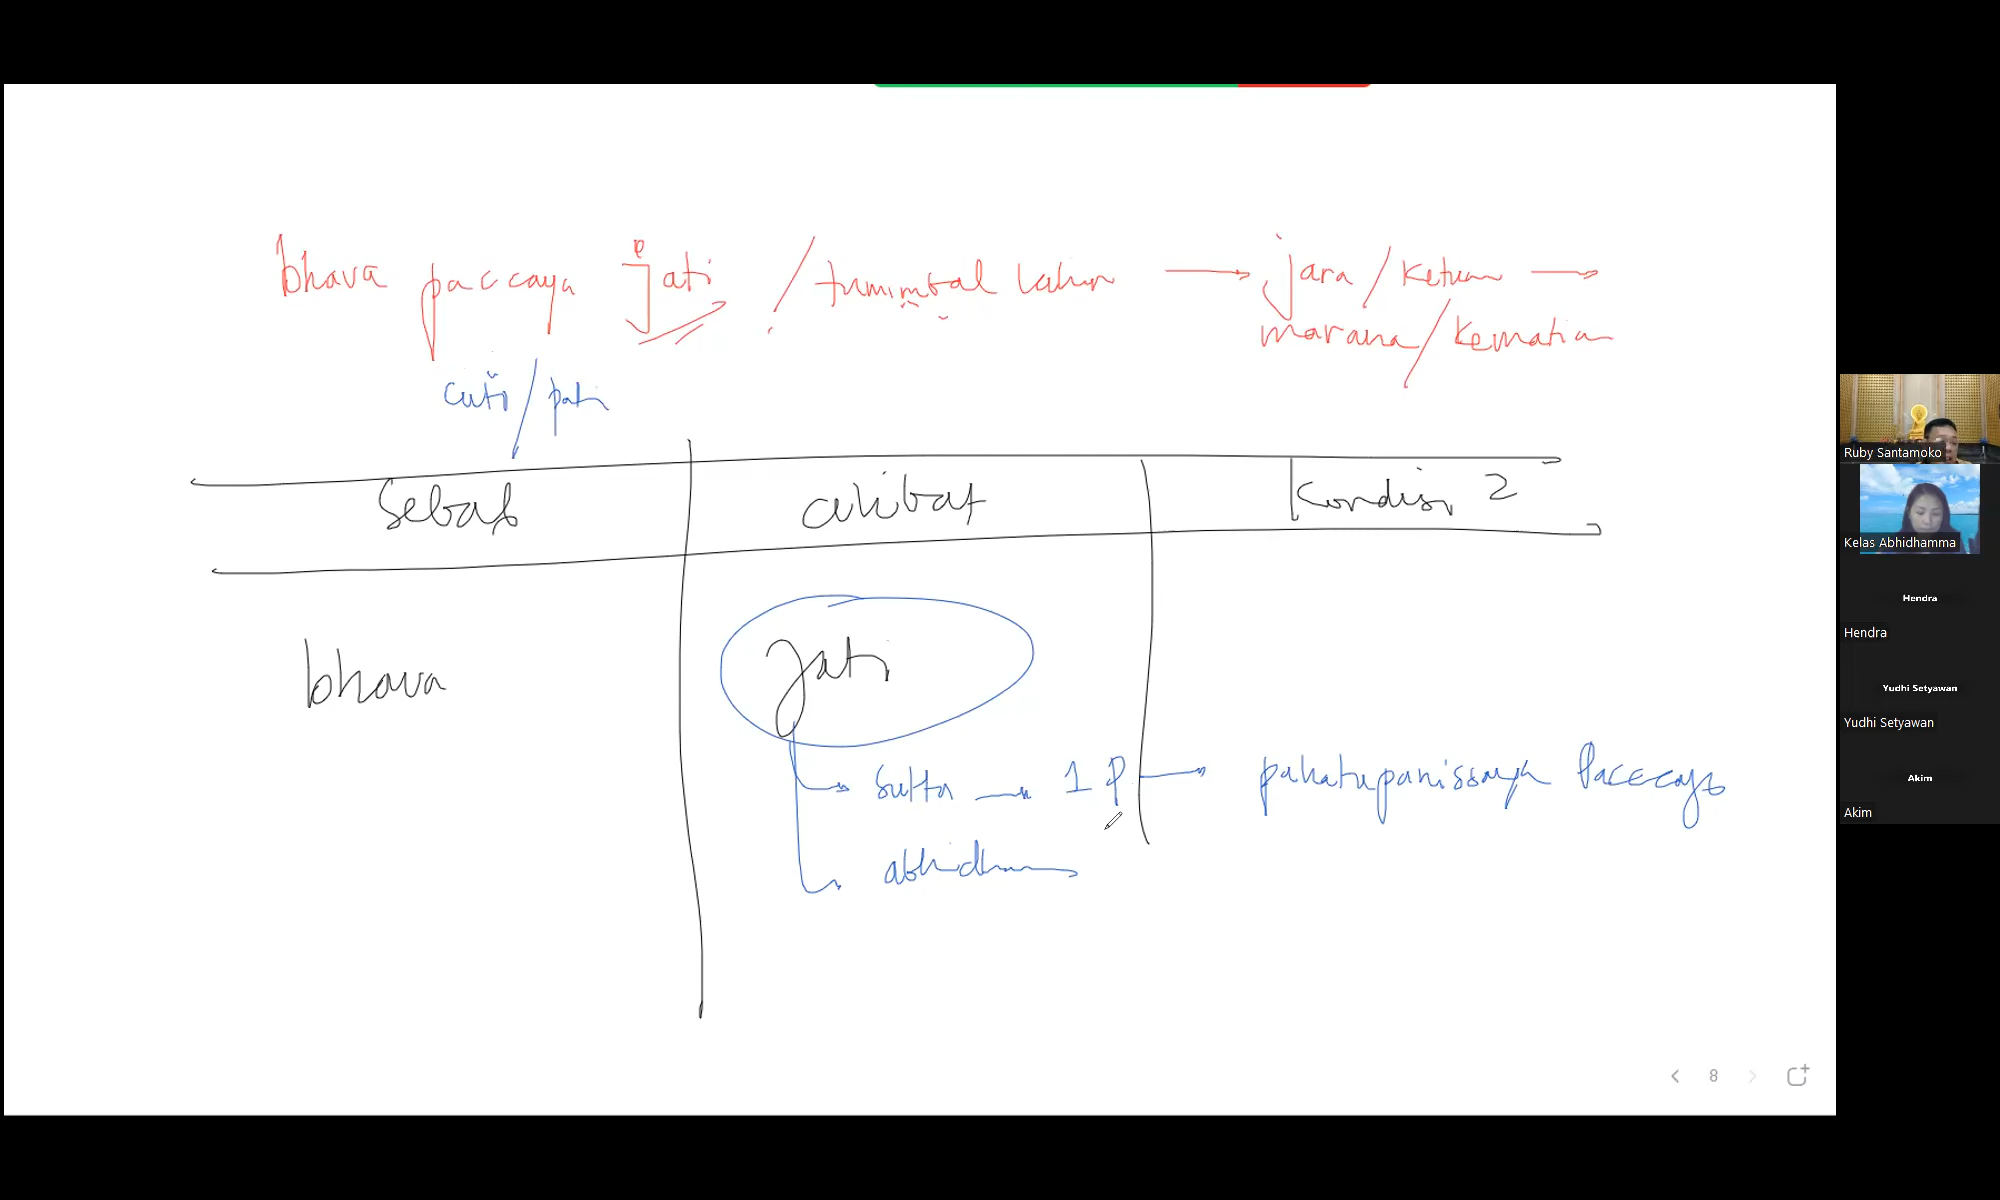 bhava paccaya jati / tumimbal lahir → jara / Ketuan →
marana / Kematian
cuti / pati
Sebab akibat Kondisi 2
bhava jati
Sutta → 1 P → pakatupanissaya Paccaya
abhidhamma
8
Ruby Santamoko
Kelas Abhidhamma
Hendra
Hendra
Yudhi Setyawan
Yudhi Setyawan
Akim
Akim